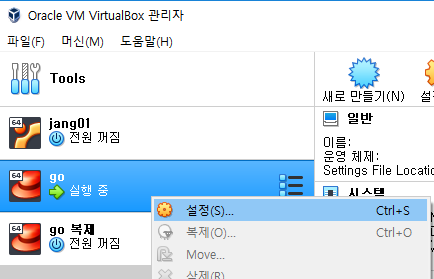 Oracle VM VirtualBox 관리자
파일(F) 머신(M) 도움말(H)
Tools
새로 만들기(N)
64
jang01
전원 꺼짐
일반
이름:
운영 체제:
Settings File Locatio
64
go
실행 중
시스템
설정(S)... Ctrl+S
64
go 복제
전원 꺼짐
복제(O)... Ctrl+O
Move...
삭제(R)...